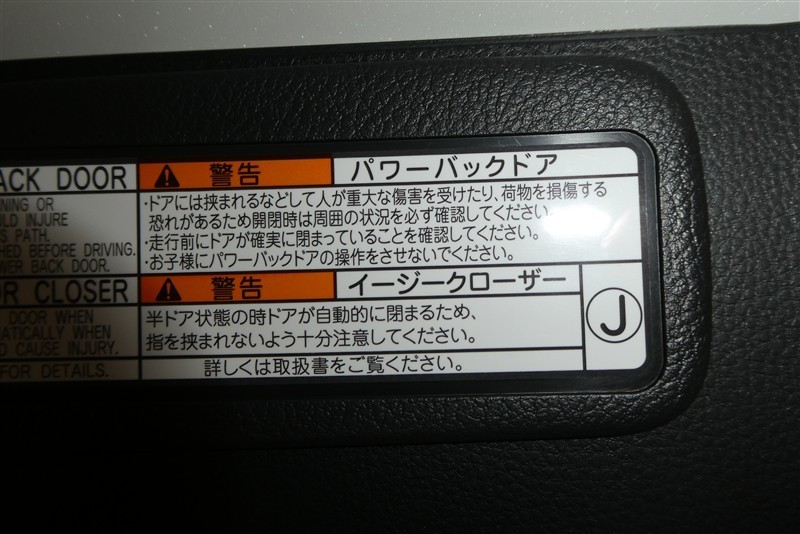 ACK DOOR
NING OR
LD INJURE
S PATH.
HED BEFORE DRIVING.
WER BACK DOOR.
警告 パワーバックドア
・ドアには挟まれるなどして人が重大な傷害を受けたり、荷物を損傷する
恐れがあるため開閉時は周囲の状況を必ず確認してください。
・走行前にドアが確実に閉まっていることを確認してください。
・お子様にパワーバックドアの操作をさせないでください。
OR CLOSER
DOOR WHEN
MATICALLY WHEN
D CAUSE INJURY.
FOR DETAILS.
警告 イージークローザー
半ドア状態の時ドアが自動的に閉まるため、
指を挟まれないよう十分注意してください。
詳しくは取扱書をご覧ください。
J